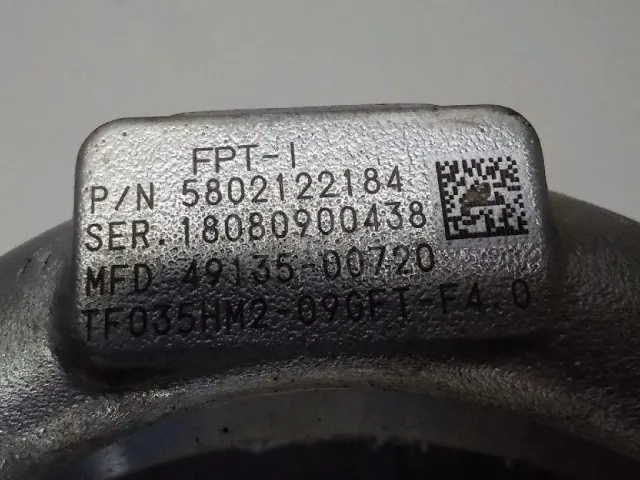 FPT-I
P/N 5802122184
SER. 18080900438
MFD 49135-00720
TF035HM2-09GFT-F4.0